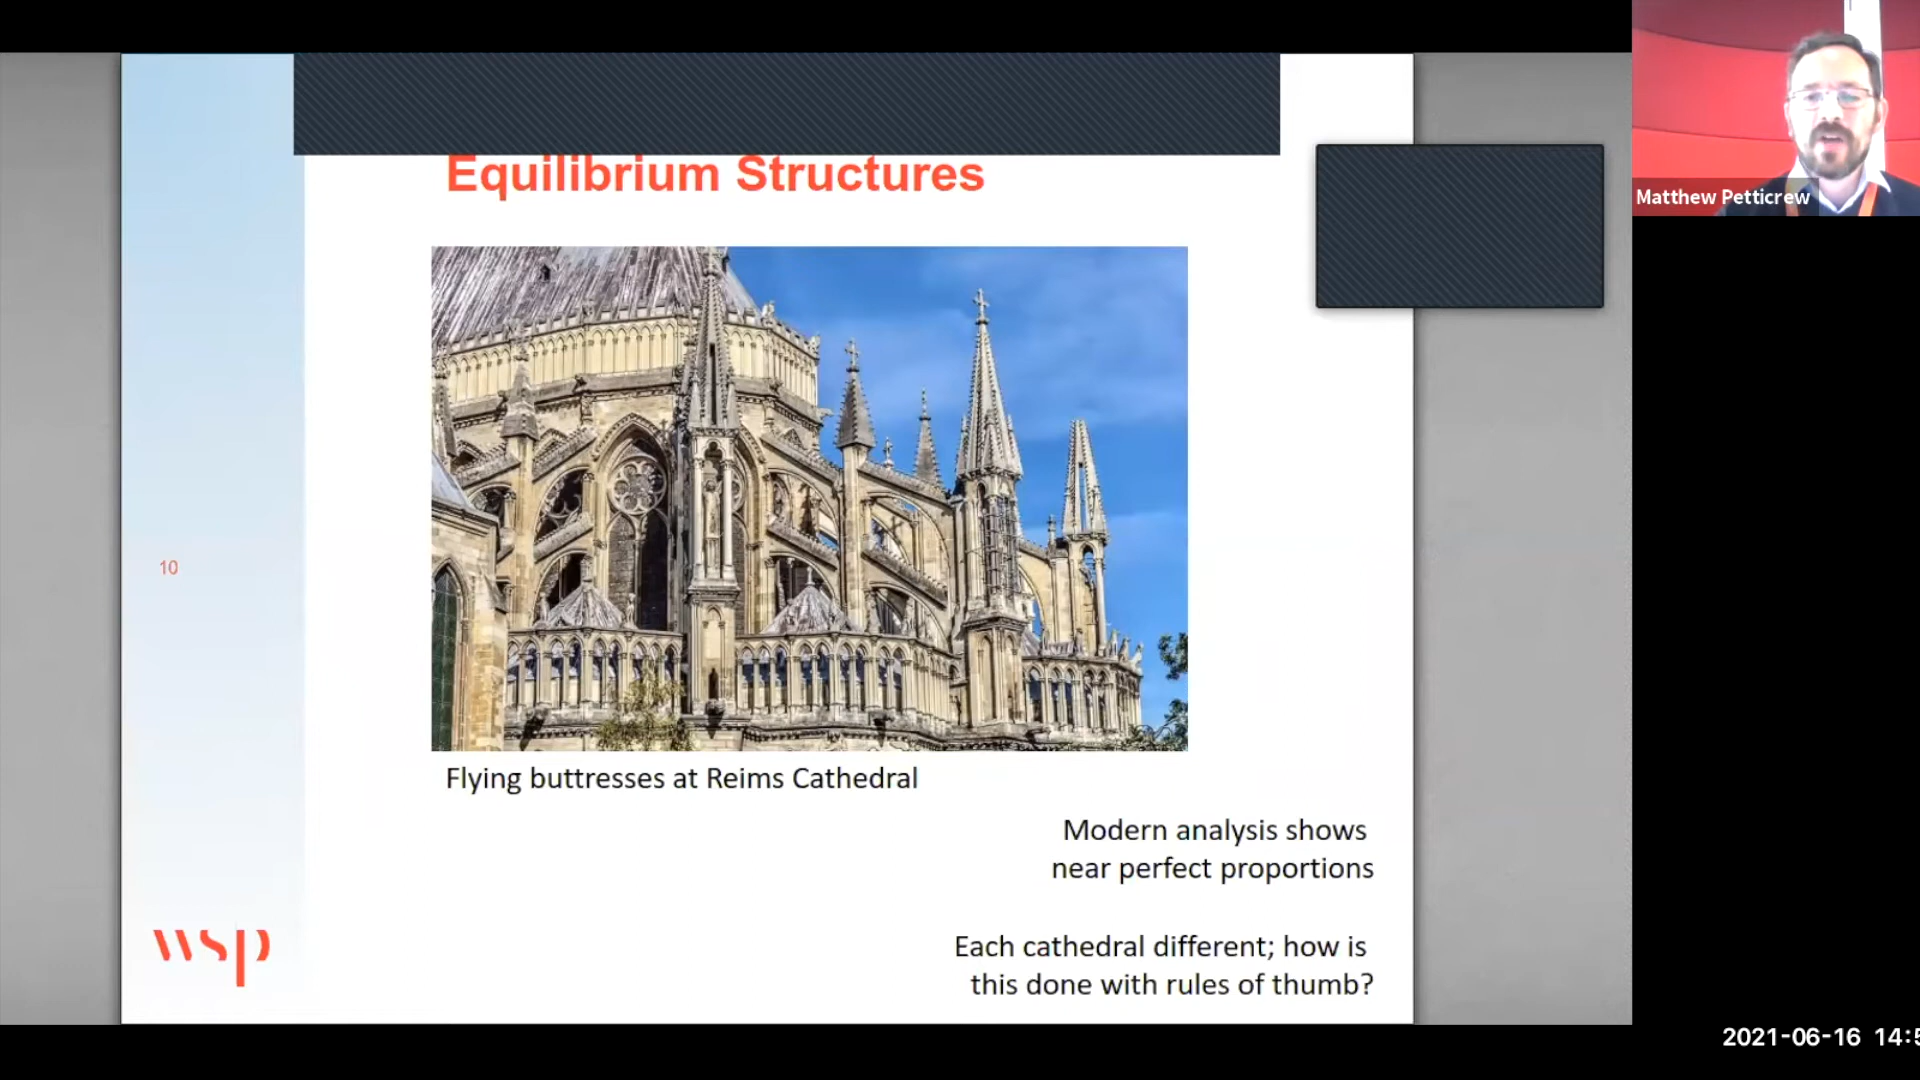 Equilibrium Structures
Matthew Petticrew
10
Flying buttresses at Reims Cathedral
Modern analysis shows
near perfect proportions
Each cathedral different; how is
this done with rules of thumb?
wsp
2021-06-16 14:5